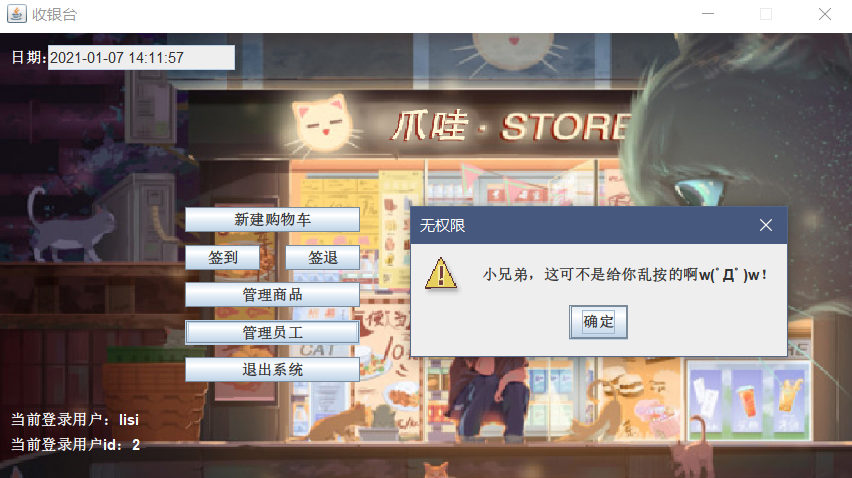 收银台
日期:2021-01-07 14:11:57
爪哇·STORE
新建购物车
签到
签退
管理商品
管理员工
退出系统
无权限
小兄弟，这可不是给你乱按的啊w(ﾟДﾟ)w！
确定
CAT
当前登录用户：lisi
当前登录用户id：2